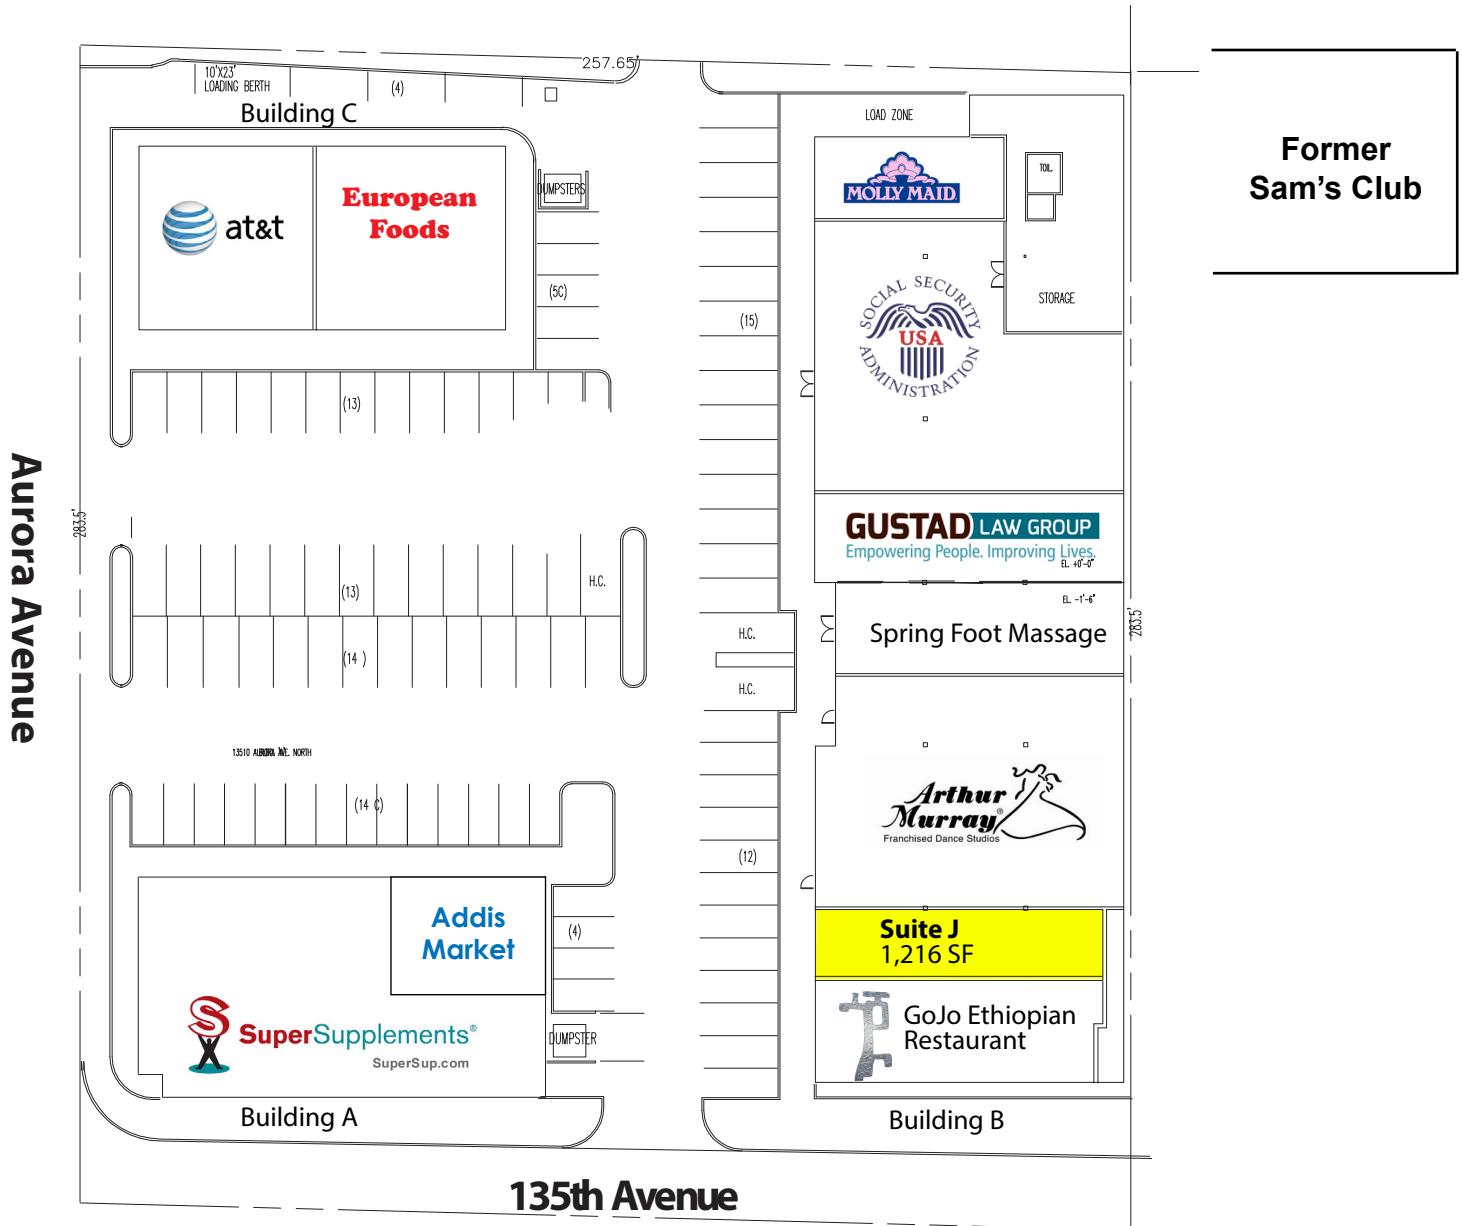 257.65'
10'X23'
LOADING BERTH
(4)
Building C
at&t
European
Foods
DUMPSTERS
(5C)
(13)
LOAD ZONE
MOLLY MAID
TOIL.
STORAGE
SOCIAL SECURITY
USA
ADMINISTRATION
(15)
Former
Sam's Club
Aurora Avenue
283.5'
(13)
H.C.
(14 )
GUSTAD LAW GROUP
Empowering People. Improving Lives.
EL. +0'-0"
EL. -1'-6"
Spring Foot Massage
283.5'
H.C.
H.C.
13510 AURORA AVE. NORTH
(14 C)
Arthur
Murray®
Franchised Dance Studios
(12)
Addis
Market
(4)
Suite J
1,216 SF
SuperSupplements®
SuperSup.com
DUMPSTER
GoJo Ethiopian
Restaurant
Building A
Building B
135th Avenue